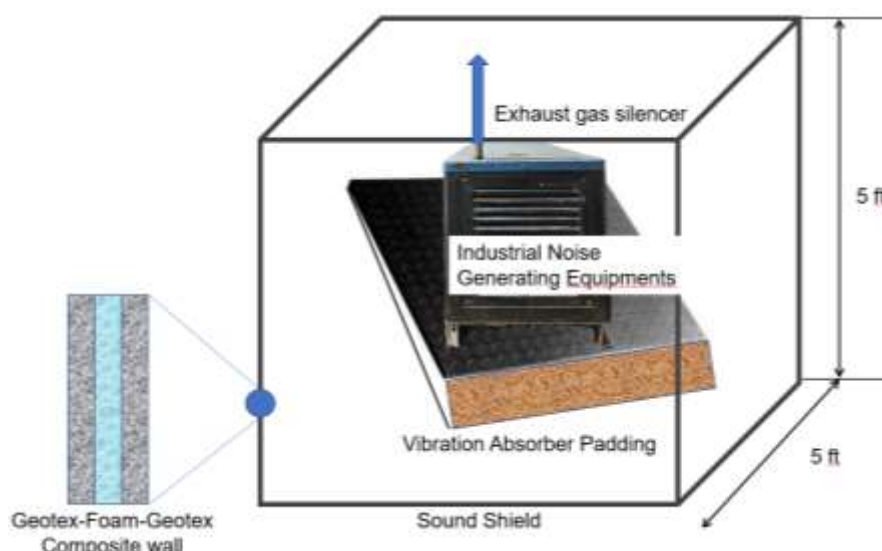 Exhaust gas silencer
5 ft
Industrial Noise
Generating Equipments
Vibration Absorber Padding
5 ft
Geotex-Foam-Geotex
Composite wall
Sound Shield